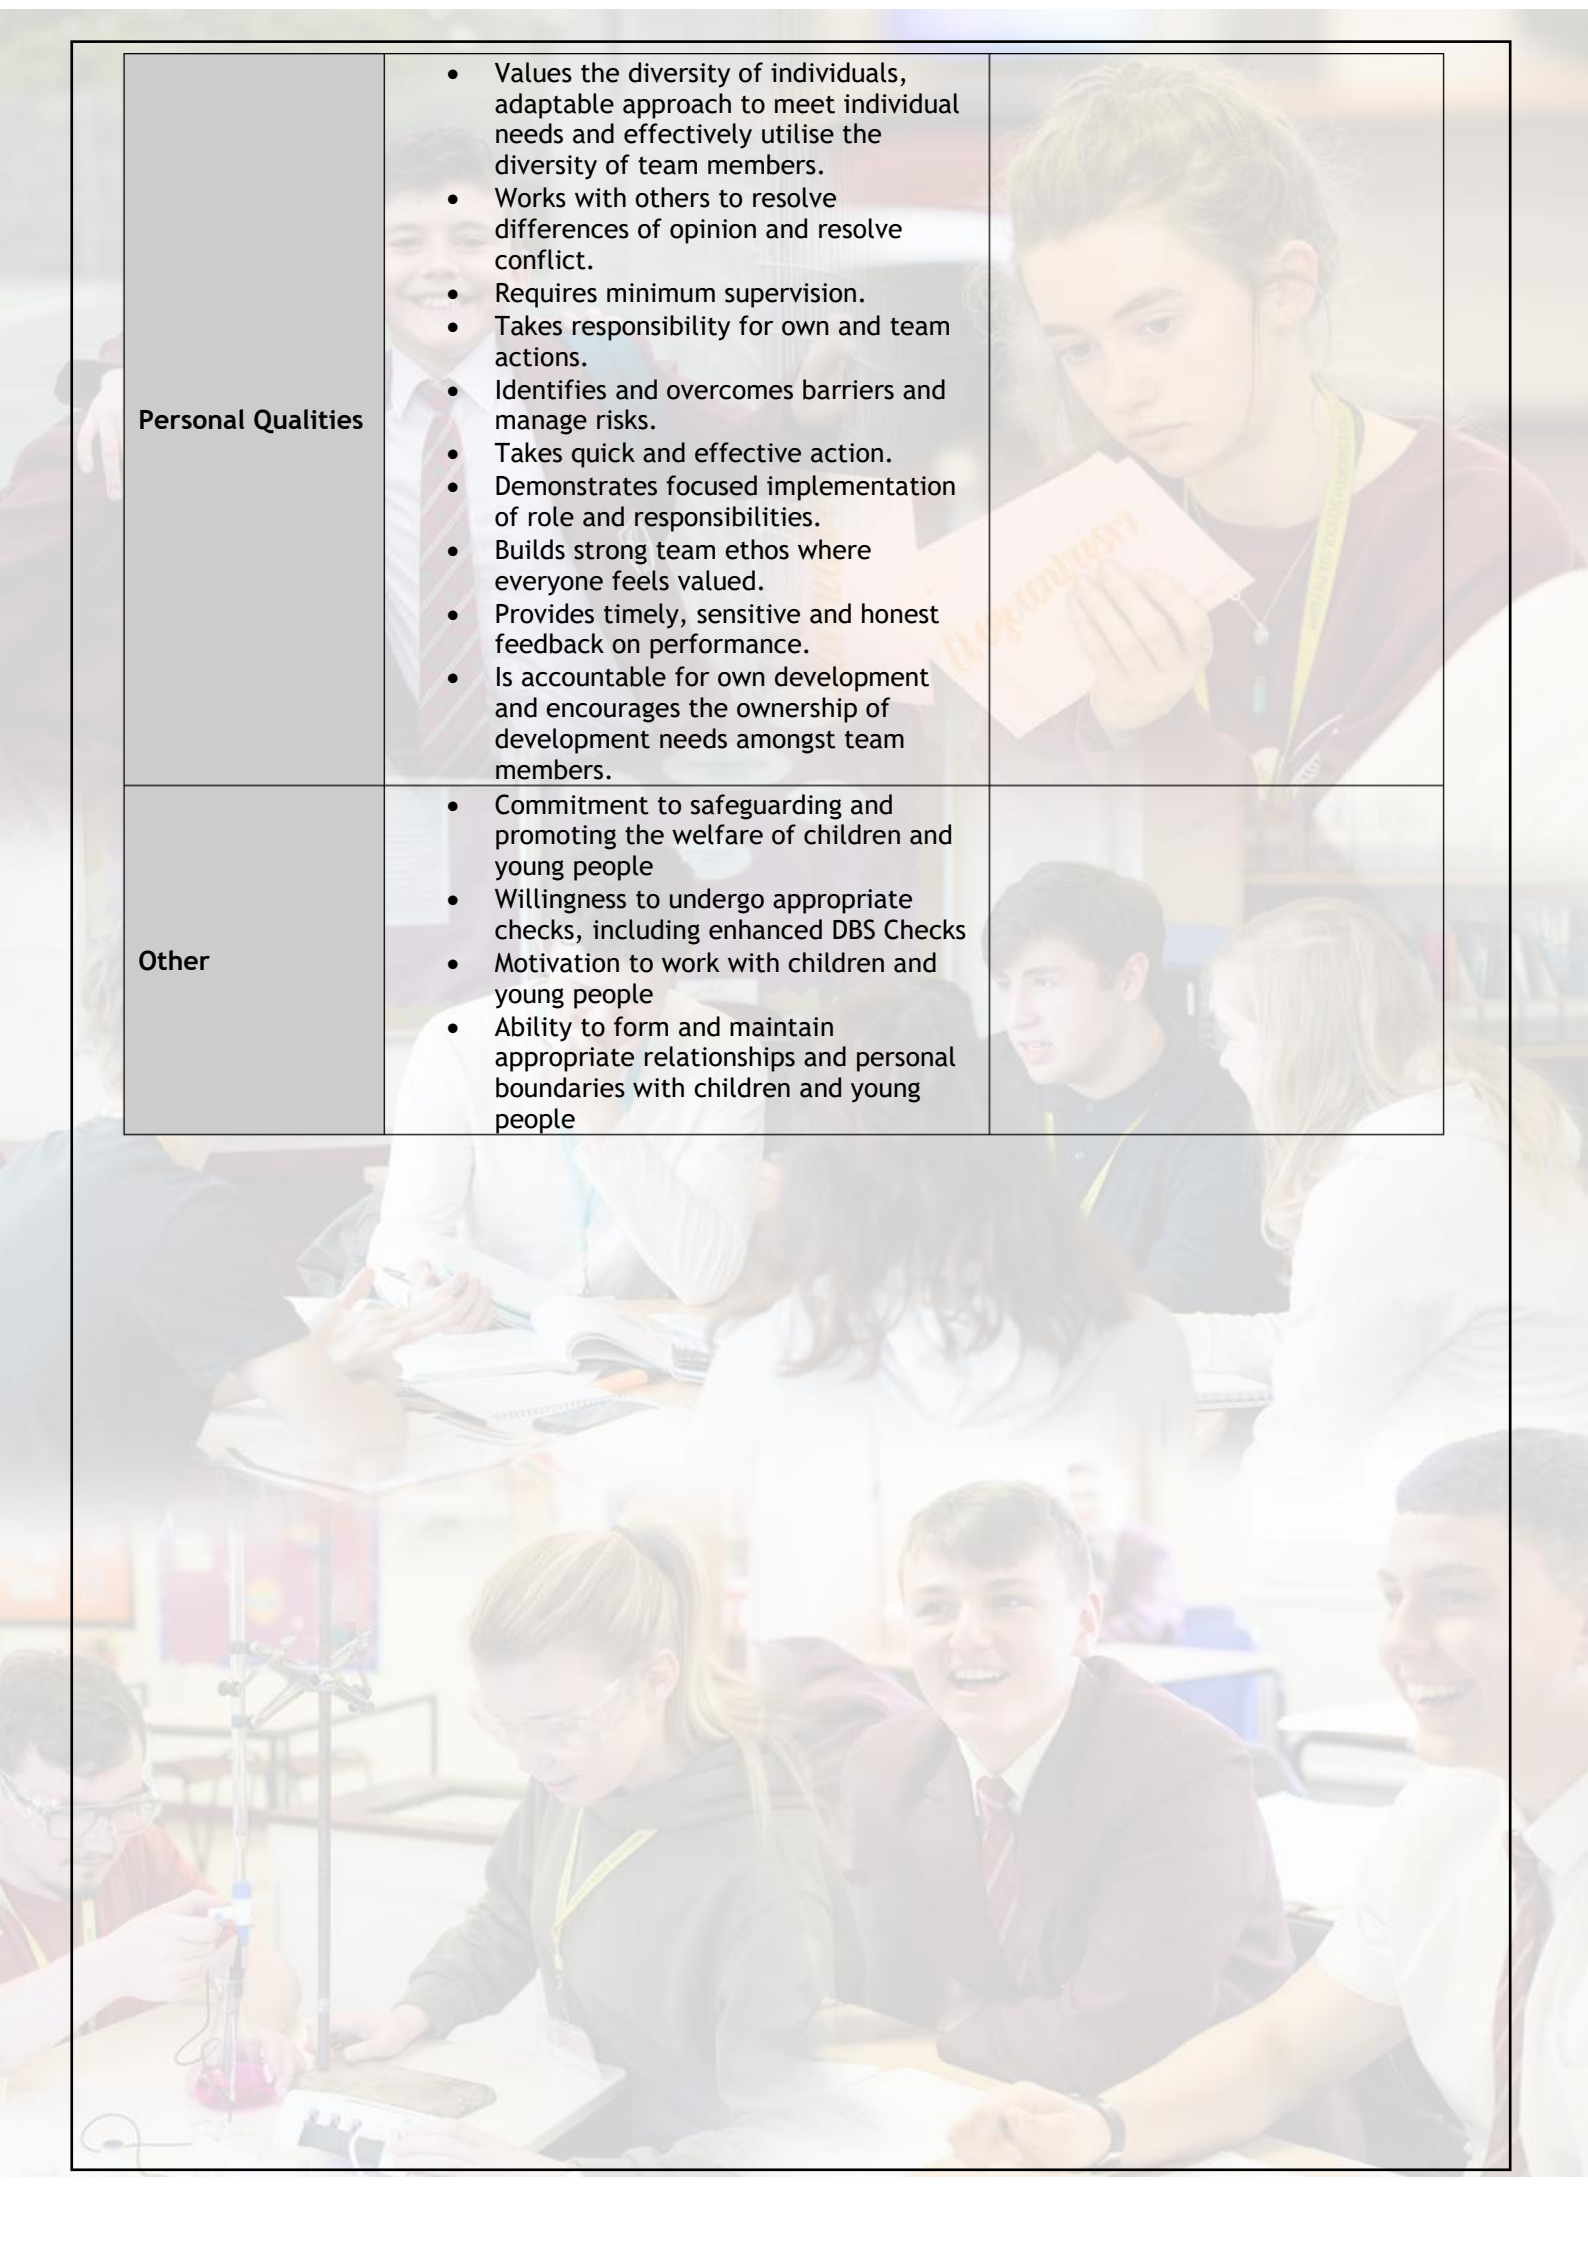 • Values the diversity of individuals,
adaptable approach to meet individual
needs and effectively utilise the
diversity of team members.
• Works with others to resolve
differences of opinion and resolve
conflict.
• Requires minimum supervision.
• Takes responsibility for own and team
actions.
• Identifies and overcomes barriers and
manage risks.
Personal Qualities
• Takes quick and effective action.
• Demonstrates focused implementation
of role and responsibilities.
• Builds strong team ethos where
everyone feels valued.
• Provides timely, sensitive and honest
feedback on performance.
• Is accountable for own development
and encourages the ownership of
development needs amongst team
members.
• Commitment to safeguarding and
promoting the welfare of children and
young people
• Willingness to undergo appropriate
checks, including enhanced DBS Checks
Other
• Motivation to work with children and
young people
• Ability to form and maintain
appropriate relationships and personal
boundaries with children and young
people